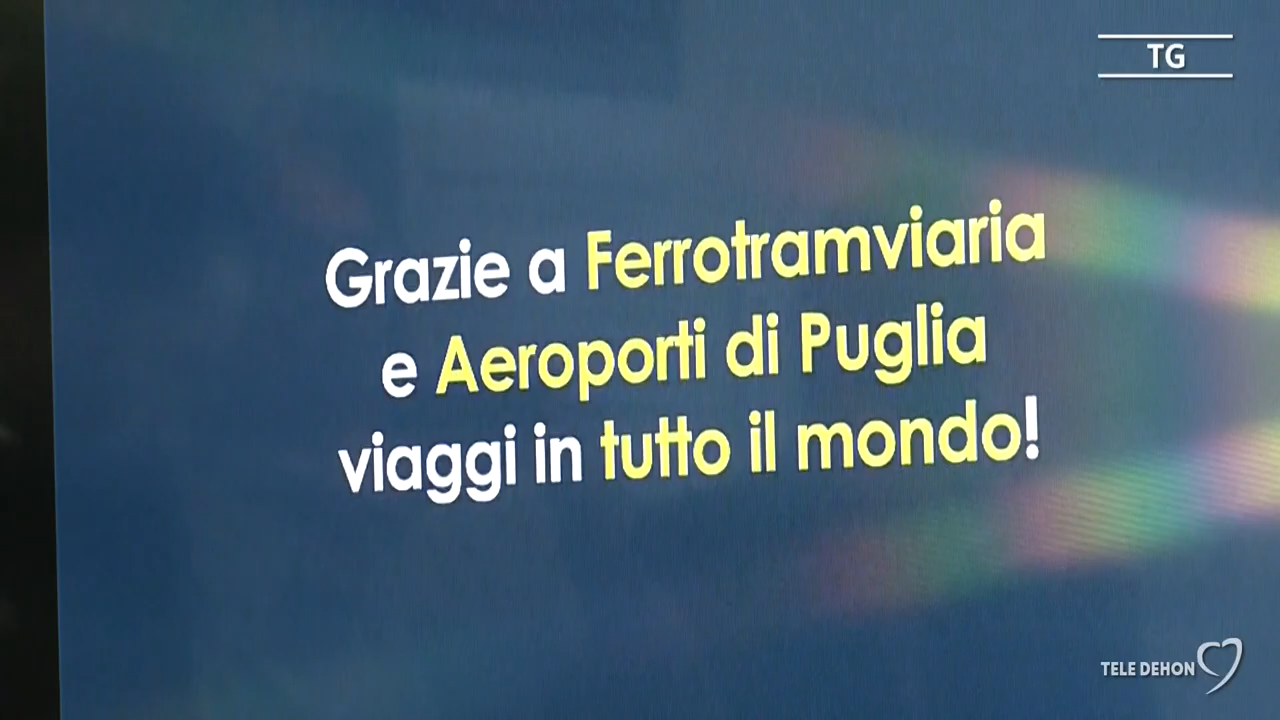 TG
Grazie a Ferrotramviaria
e Aeroporti di Puglia
viaggi in tutto il mondo!
TELE DEHON